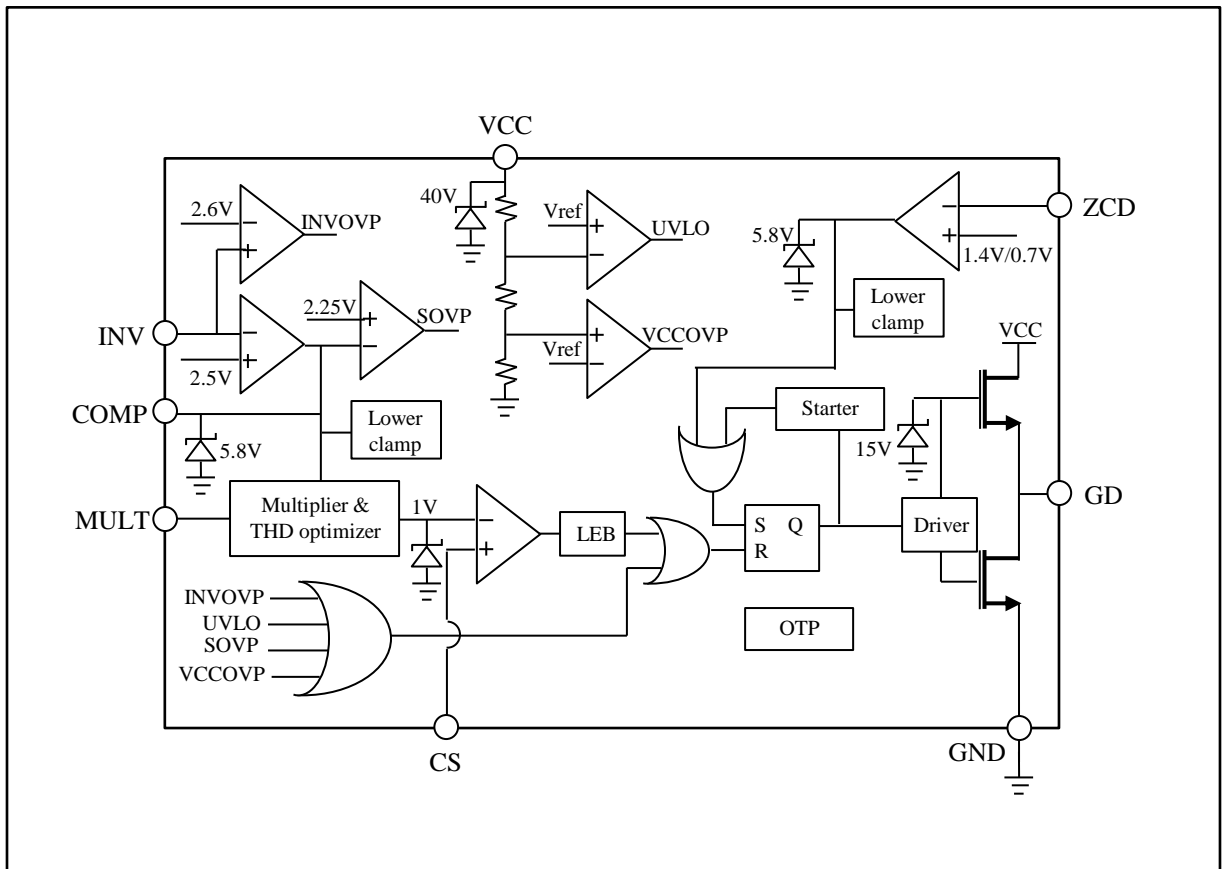 VCC
2.6V
−
+
INVOVP
40V
Vref
+
−
UVLO
5.8V
−
+
ZCD
1.4V/0.7V
INV
−
+
2.5V
2.25V
+
−
SOVP
+
Vref
−
VCCOVP
Lower
clamp
VCC
COMP
5.8V
Lower
clamp
Starter
15V
MULT
Multiplier &
THD optimizer
1V
−
+
LEB
S Q
R
Driver
GD
INVOVP
UVLO
SOVP
VCCOVP
OTP
CS
GND